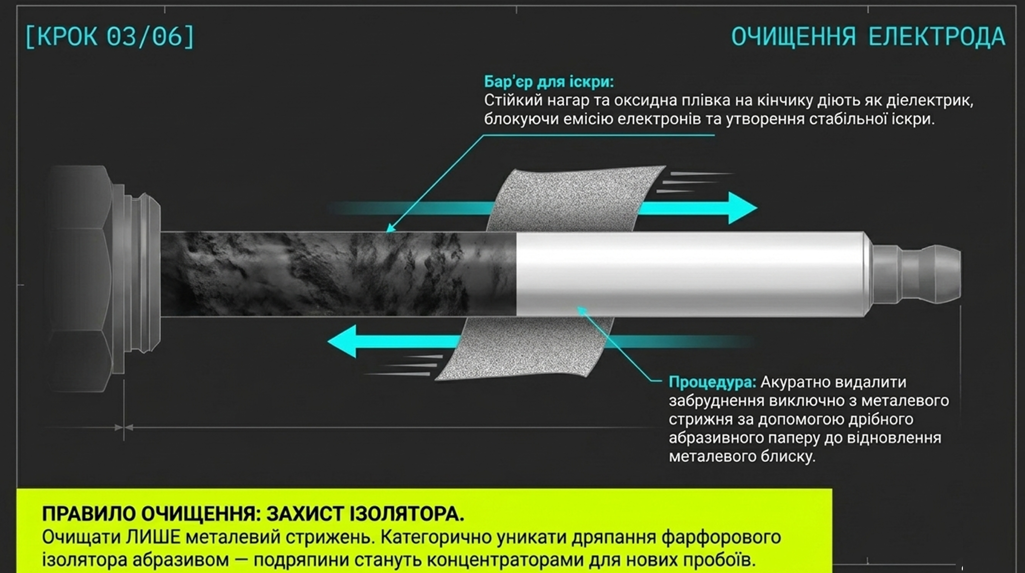 [КРОК 03/06]
ОЧИЩЕННЯ ЕЛЕКТРОДА
Бар'єр для іскри:
Стійкий нагар та оксидна плівка на кінчику діють як діелектрик,
блокуючи емісію електронів та утворення стабільної іскри.
Процедура: Акуратно видалити
забруднення виключно з металевого
стрижня за допомогою дрібного
абразивного паперу до відновлення
металевого блиску.
ПРАВИЛО ОЧИЩЕННЯ: ЗАХИСТ ІЗОЛЯТОРА.
Очищати ЛИШЕ металевий стрижень. Категорично уникати дряпання фарфорового
ізолятора абразивом — подряпини стануть концентраторами для нових пробоїв.